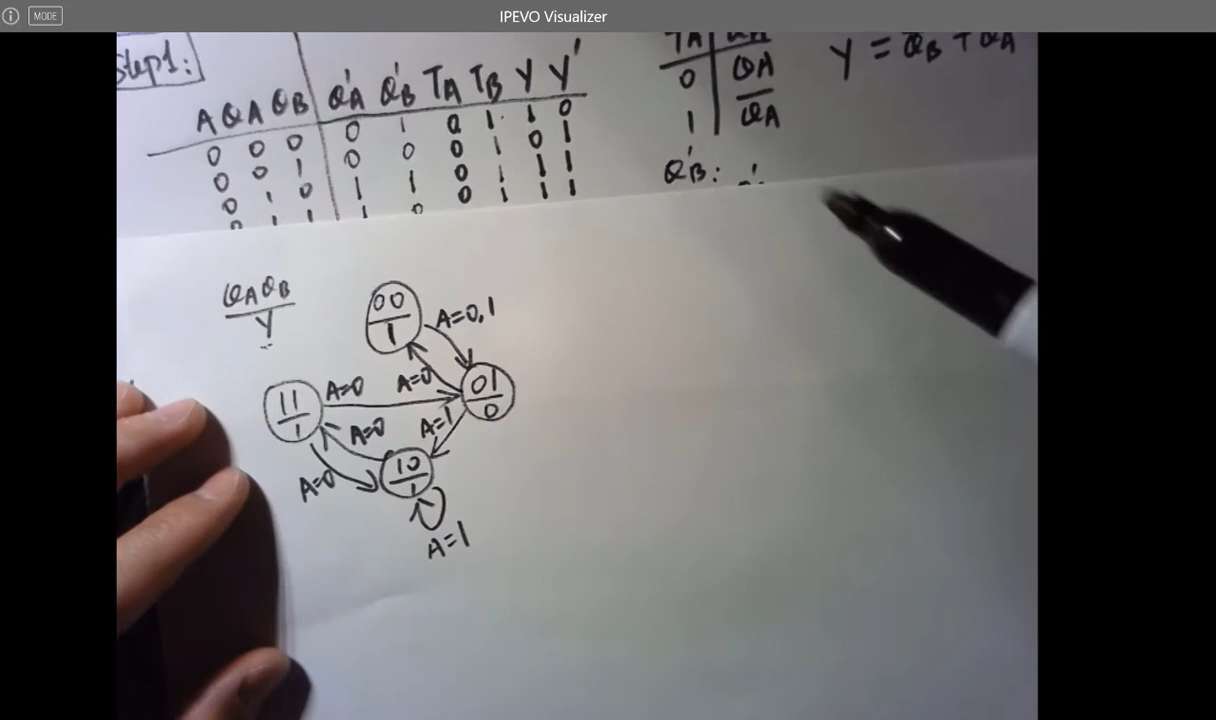 MODE
IPEVO Visualizer
Step1:
A QA QB Q'A Q'B TA TB Y Y'
0 0 0 0 1 0 1 1 0
0 0 1 0 0 0 1 0 1
0 1 0 1 1 0 1 1 1
0 1 1 1 0 0 1 1 1
TA QA
0 QA
1 QA
Y = QB + QA
Q'B:
QA QB
Y
00
1
A=0,1
11
1
A=0
A=0
01
0
A=0
A=1
10
1
A=0
A=1